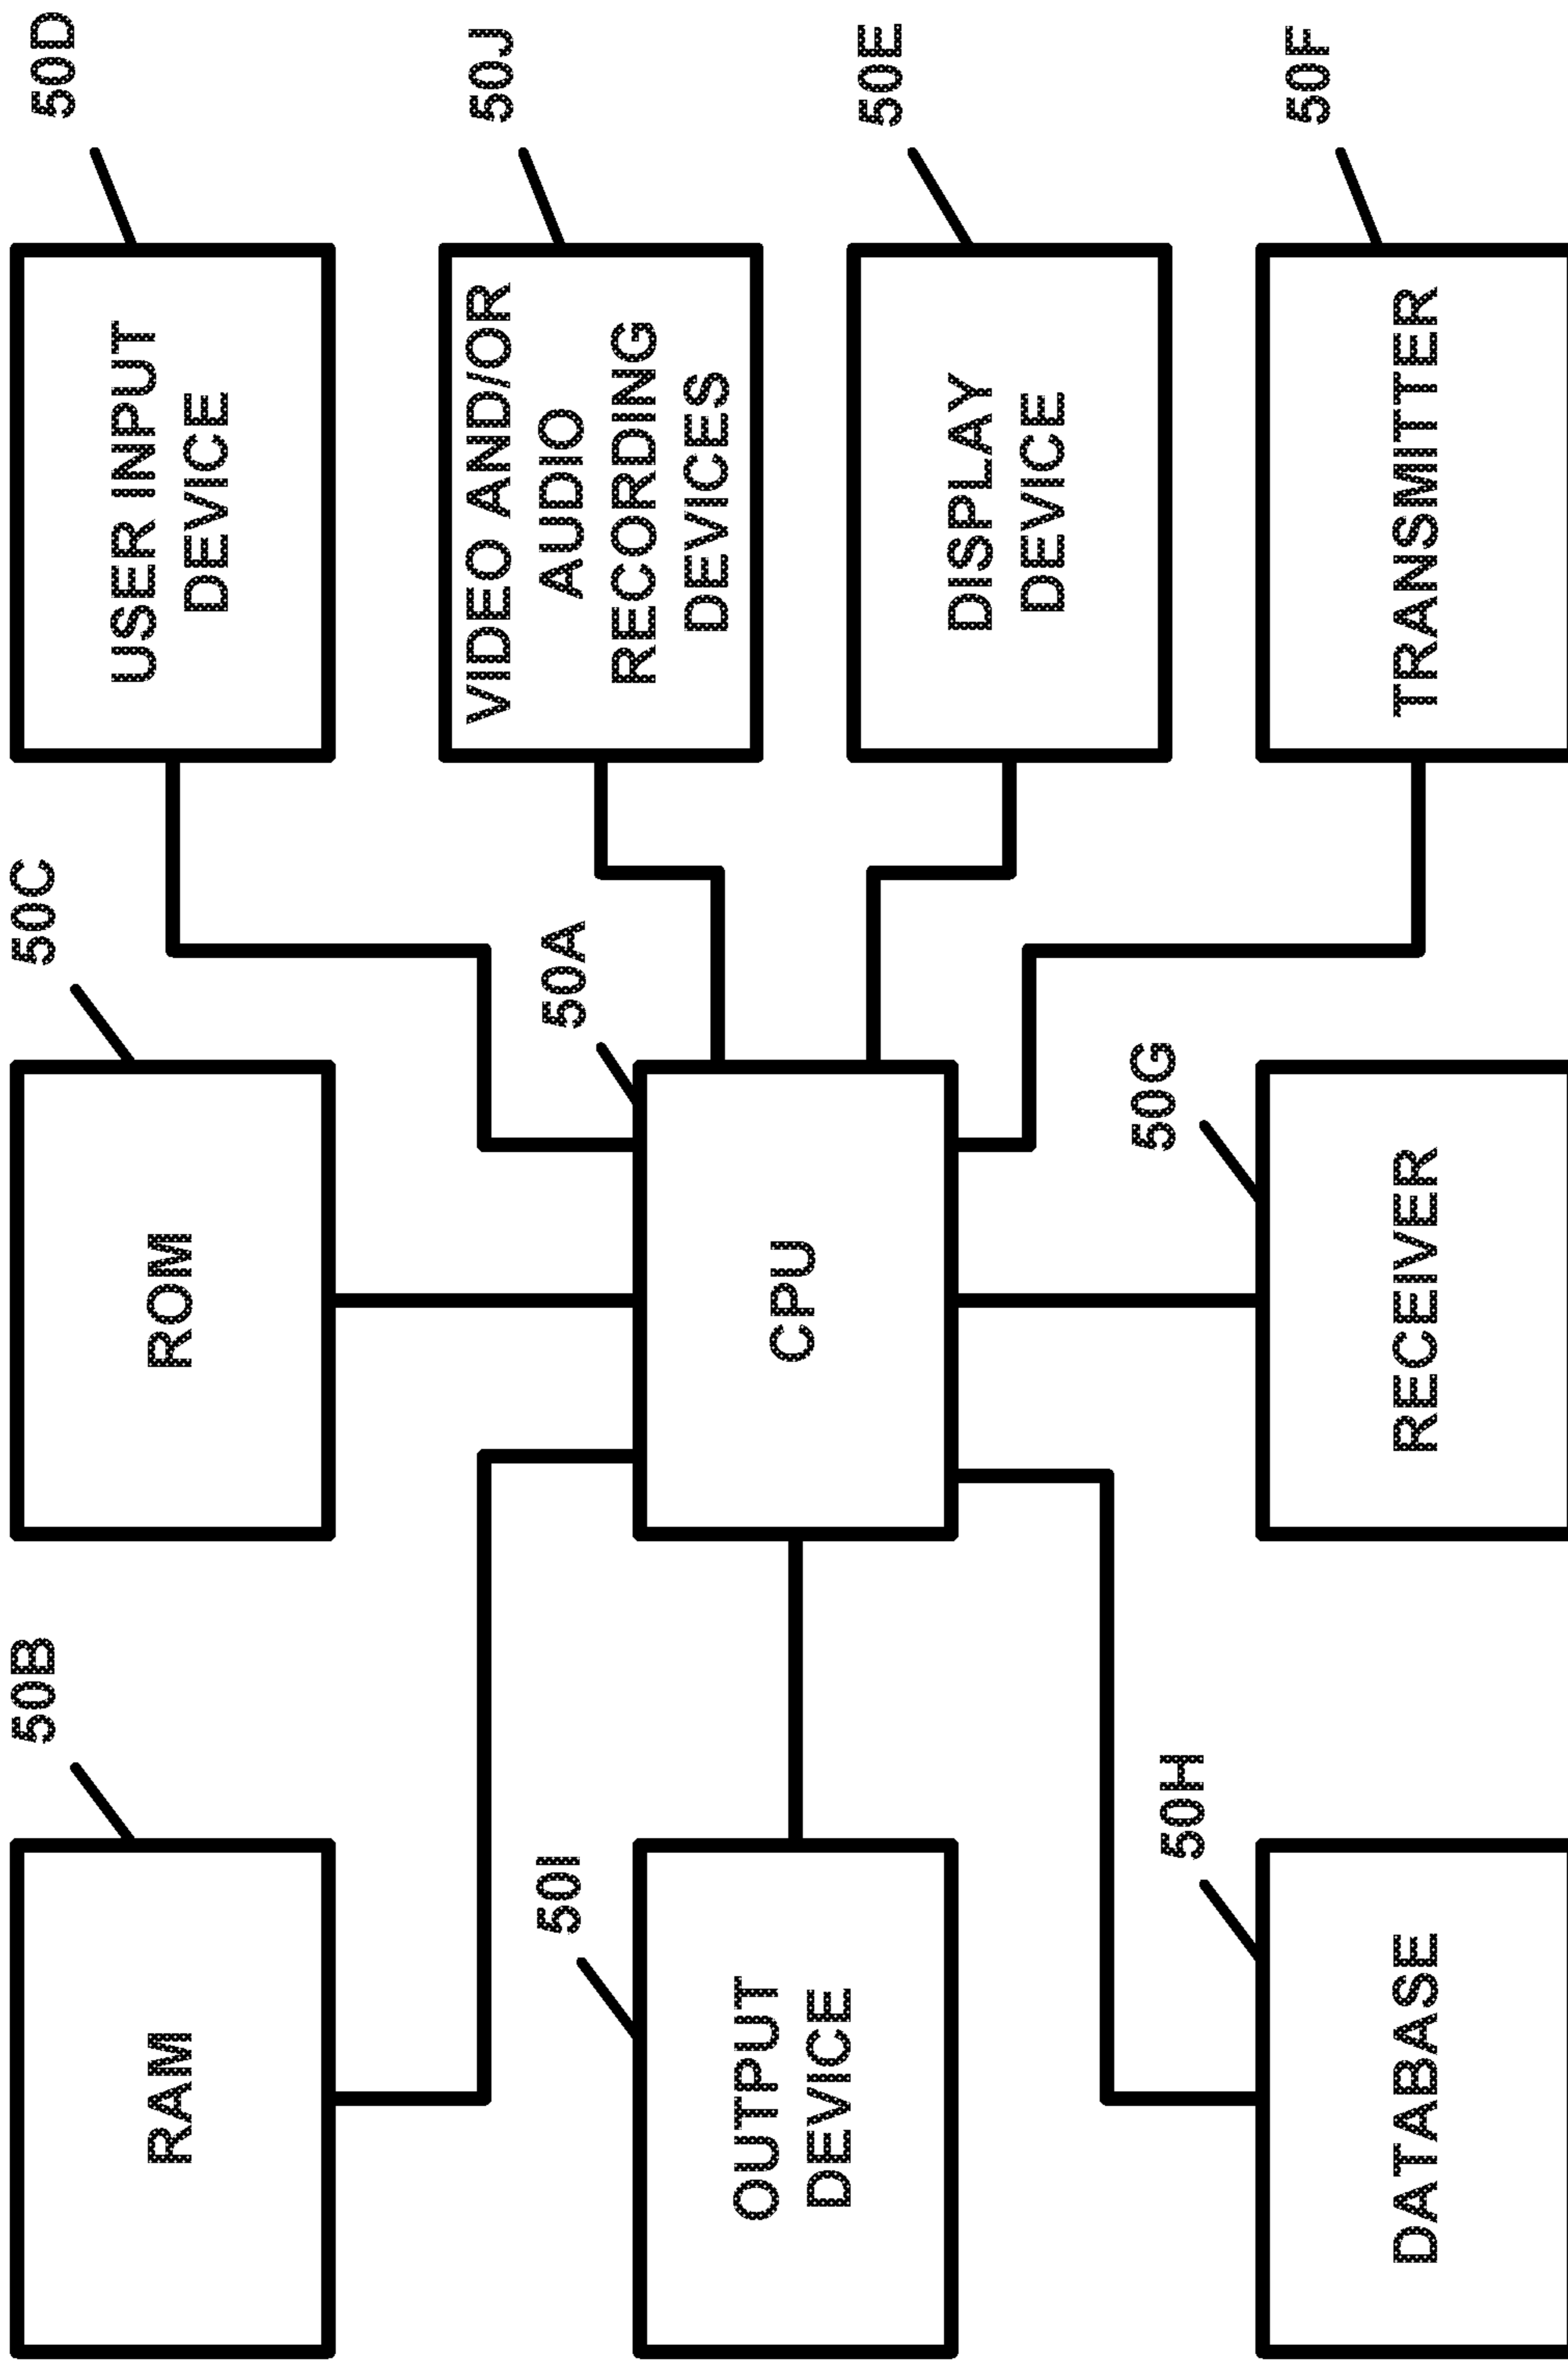 50B
RAM
50C
ROM
50D
USER INPUT
DEVICE
50J
VIDEO AND/OR
AUDIO
RECORDING
DEVICES
50I
OUTPUT
DEVICE
50A
CPU
50E
DISPLAY
DEVICE
50H
DATABASE
50G
RECEIVER
50F
TRANSMITTER